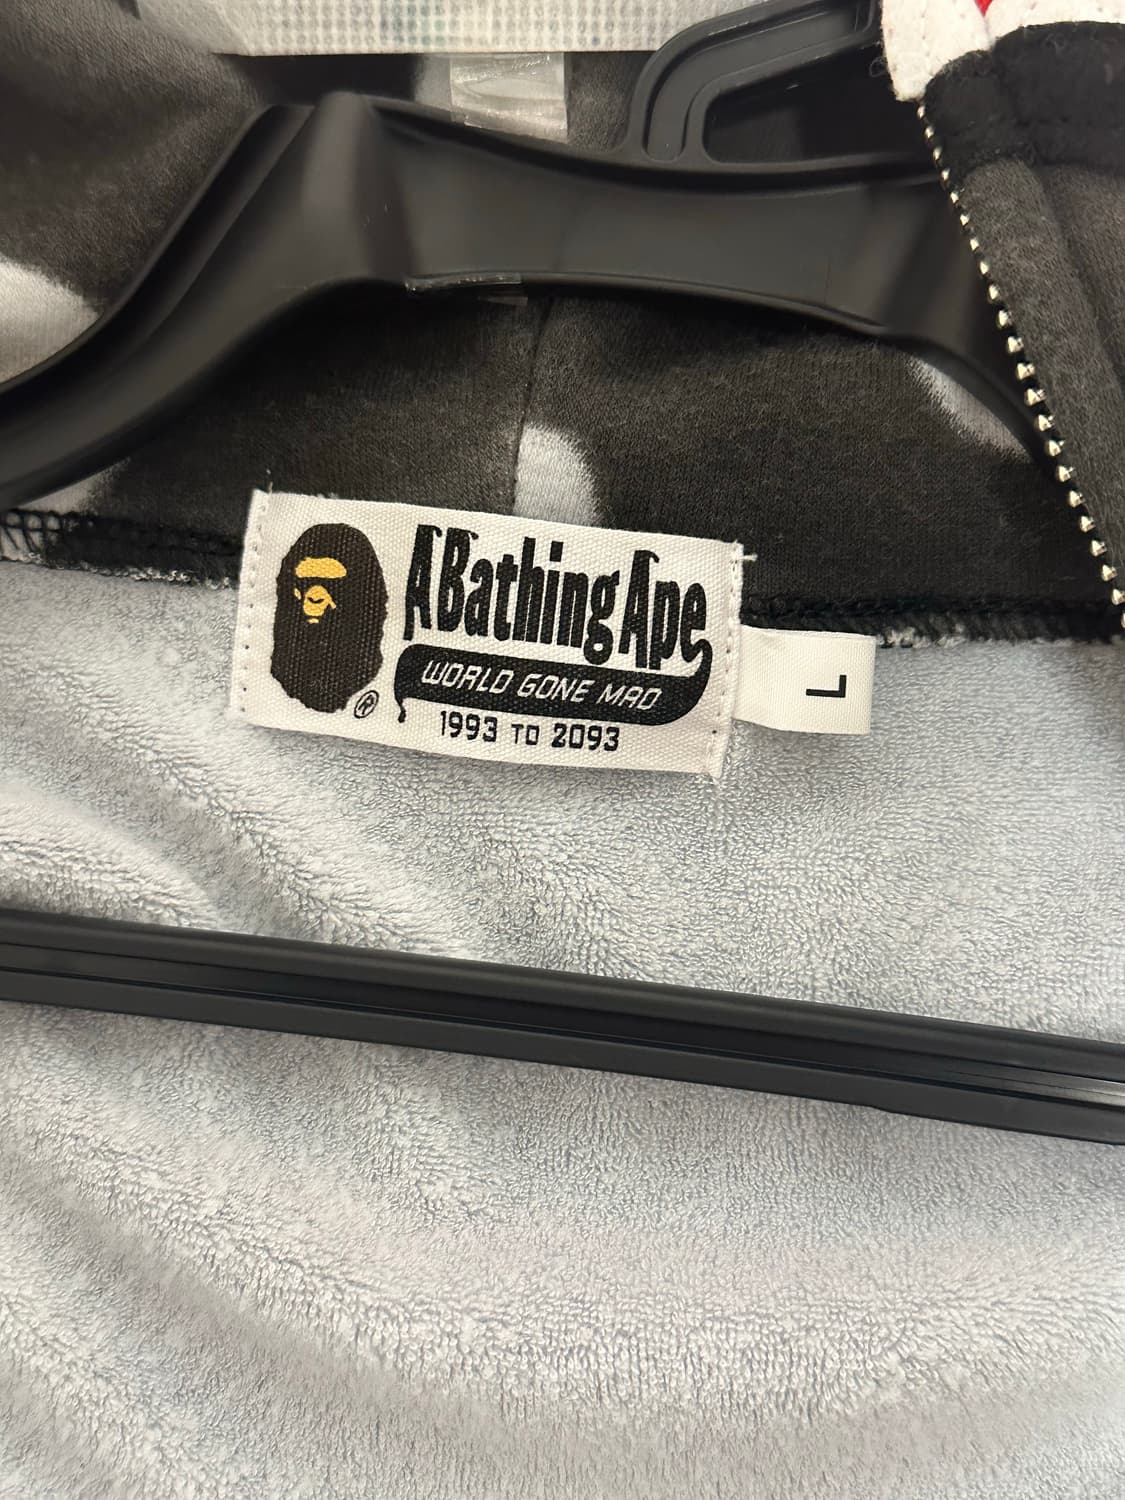 A Bathing Ape
WORLD GONE MAD
1993 TO 2093
®
L